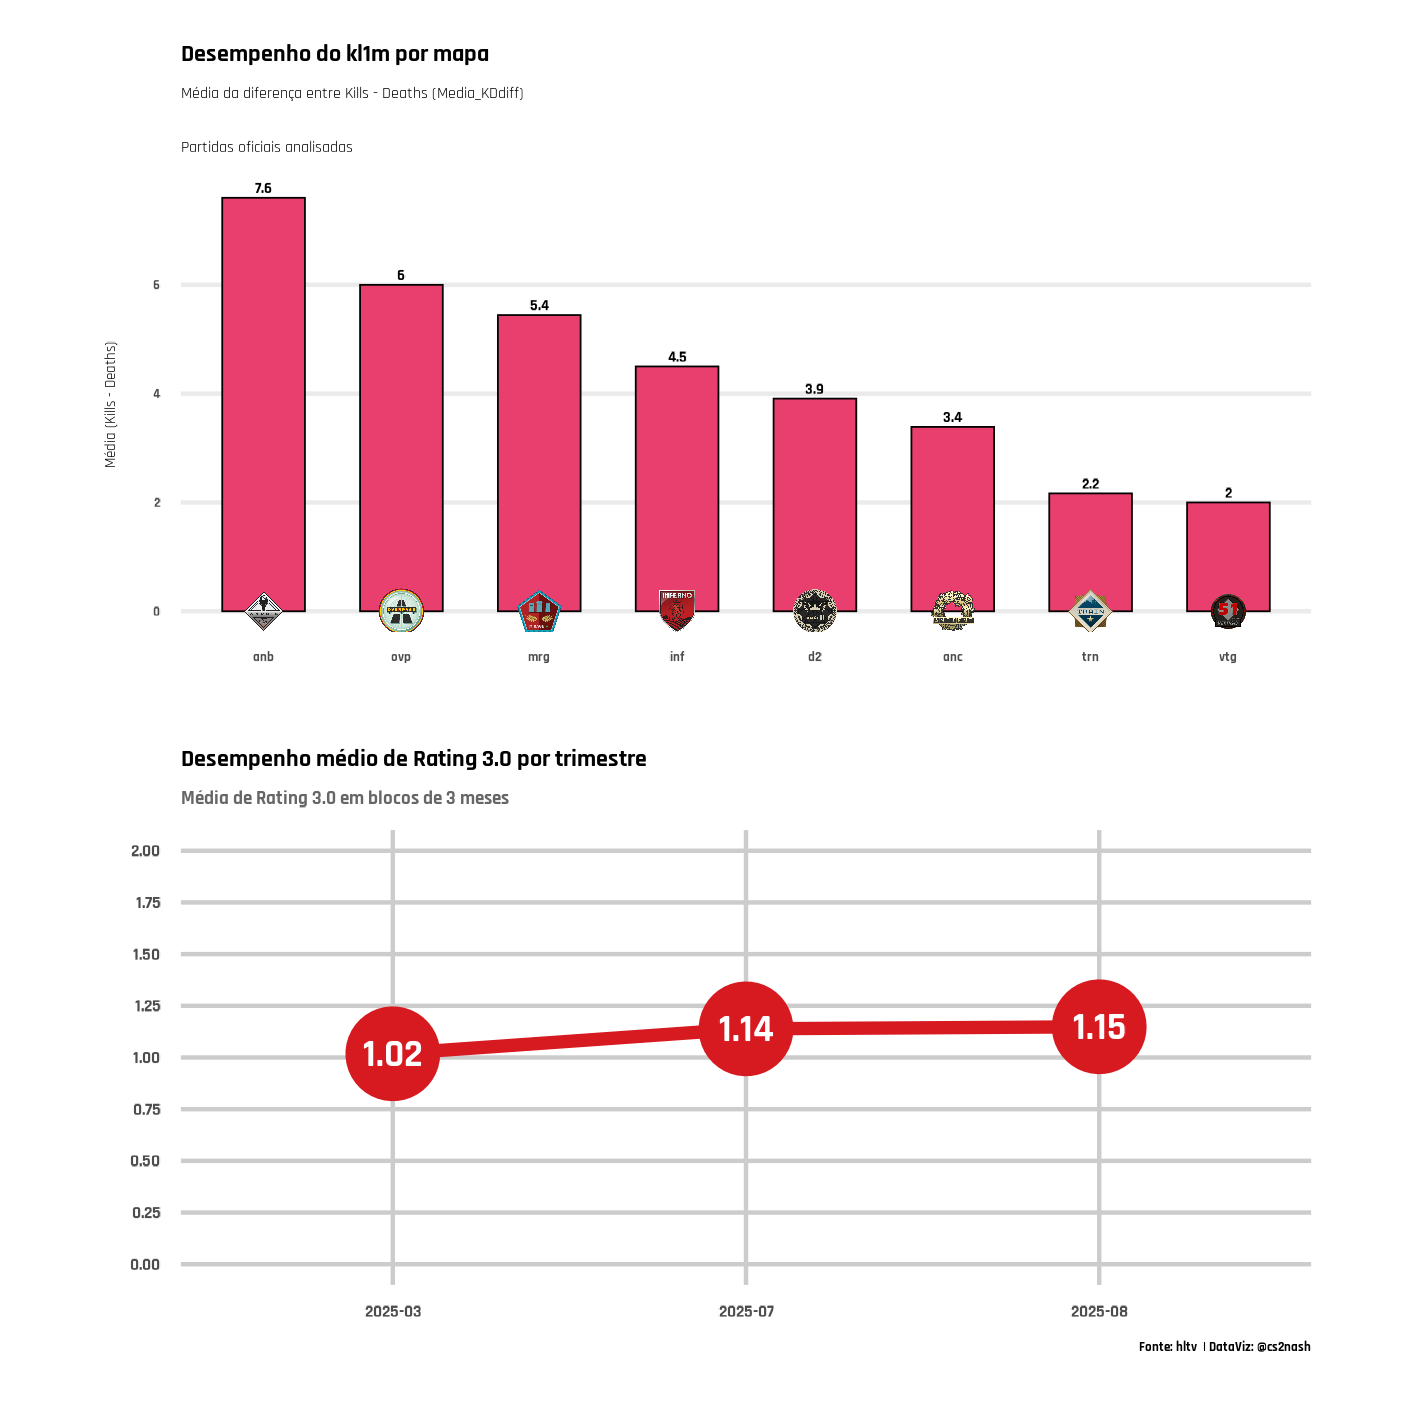 Desempenho do kl1m por mapa
Média da diferença entre Kills - Deaths (Media_KDdiff)
Partidas oficiais analisadas
Média (Kills - Deaths)
7.6
6
5.4
4.5
3.9
3.4
2.2
2
6
4
2
0
INFERNO
TRAIN
anb
ovp
mrg
inf
d2
anc
trn
vtg
Desempenho médio de Rating 3.0 por trimestre
Média de Rating 3.0 em blocos de 3 meses
2.00
1.75
1.50
1.25
1.00
0.75
0.50
0.25
0.00
1.02
1.14
1.15
2025-03
2025-07
2025-08
Fonte: hltv | DataViz: @cs2nash